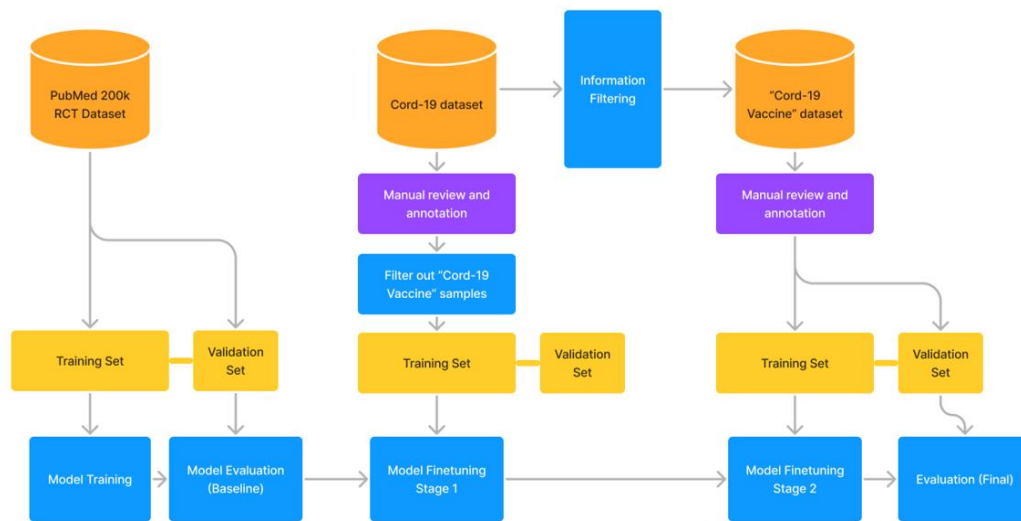 PubMed 200k
RCT Dataset
Cord-19 dataset
Information
Filtering
“Cord-19
Vaccine” dataset
Manual review and
annotation
Manual review and
annotation
Filter out “Cord-19
Vaccine” samples
Training Set
Validation
Set
Training Set
Validation
Set
Training Set
Validation
Set
Model Training
Model Evaluation
(Baseline)
Model Finetuning
Stage 1
Model Finetuning
Stage 2
Evaluation (Final)